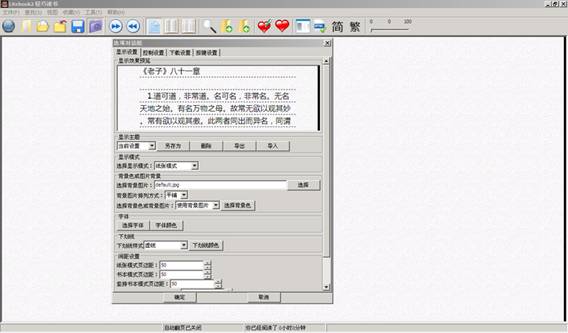 Litebook3 轻巧读书
文件(F) 查找(S) 视图 收藏(V) 工具(T) 帮助(H)
简 繁 0 0 100
选项对话框
显示设置 控制设置 下载设置 按键设置
显示效果预览
《老子》八十一章
1.道可道，非常道。名可名，非常名。无名
天地之始。有名万物之母。故常无欲以观其妙
。常有欲以观其徼。此两者同出而异名，同谓
显示主题
当前设置 另存为 删除 导出 导入
显示模式
选择显示模式：纸张模式
背景色或图片背景
选择背景图片：default.jpg 选择
背景图片排列方式：平铺
选择背景色或背景图片：使用背景图片 选择背景色
字体
选择字体 字体颜色
下划线
下划线样式 虚线 下划线颜色
间距设置
纸张模式页边距：50
书本模式页边距：50
竖排书本模式页边距：50
确定 取消
自动翻页已关闭 你已经阅读了 0小时0分钟